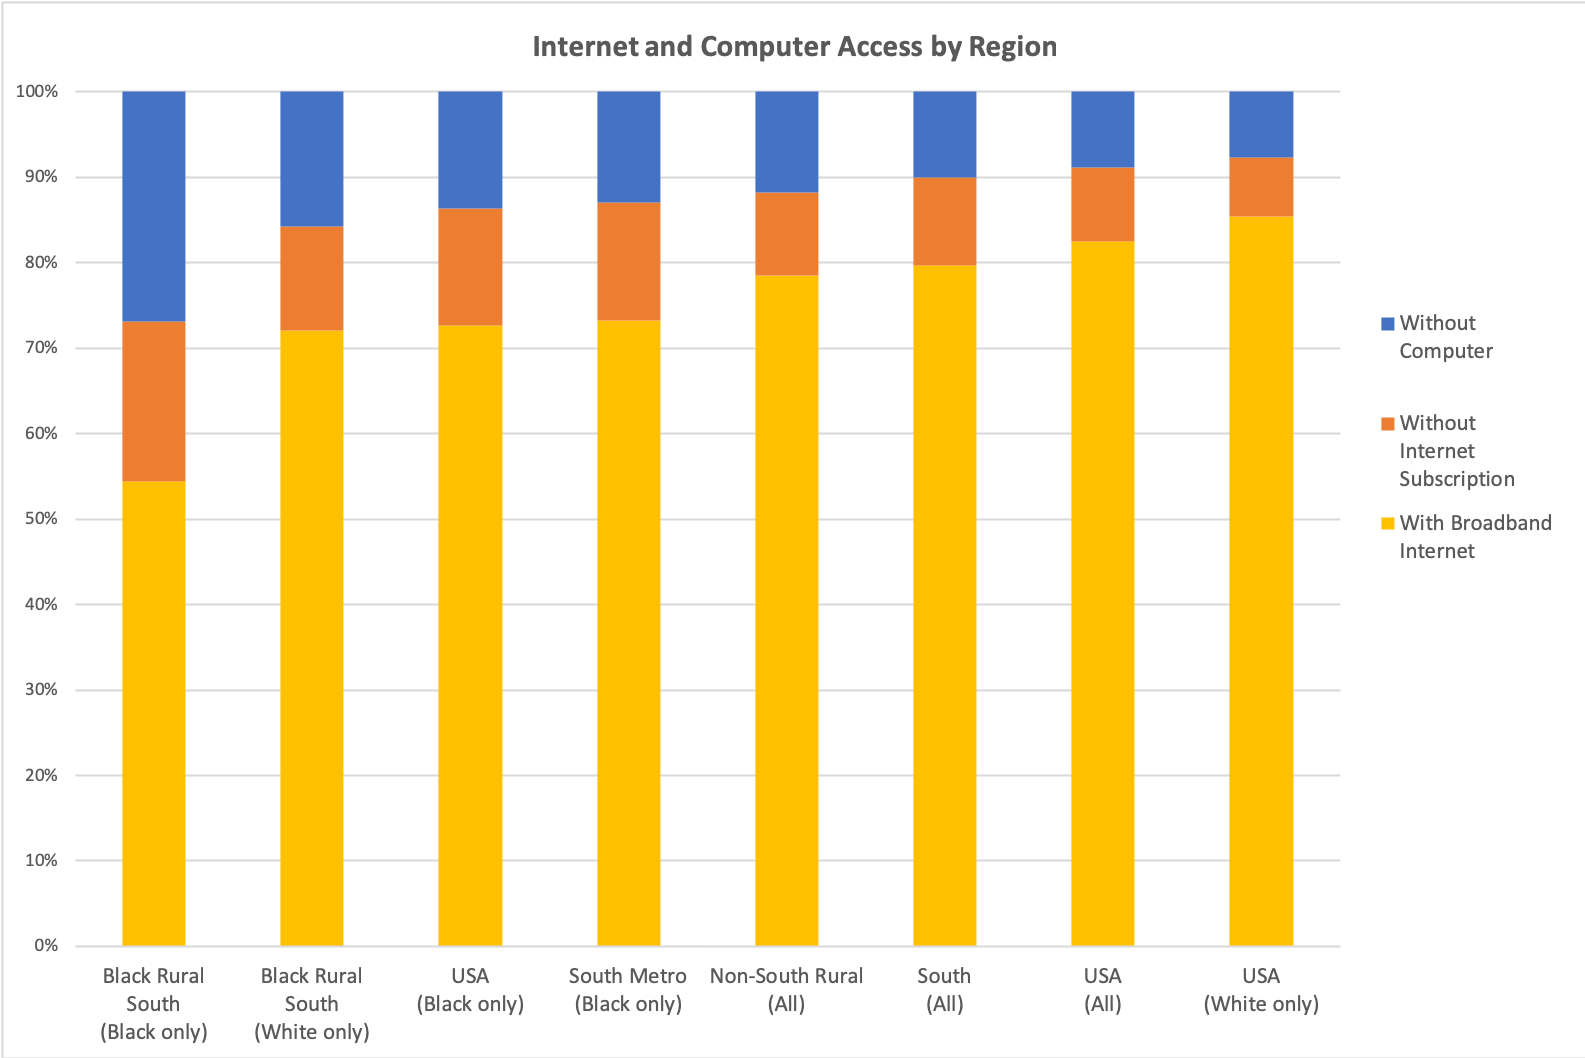 Internet and Computer Access by Region
100%
90%
80%
70%
60%
50%
40%
30%
20%
10%
0%
Black Rural
South
(Black only)
Black Rural
South
(White only)
USA
(Black only)
South Metro
(Black only)
Non-South Rural
(All)
South
(All)
USA
(All)
USA
(White only)
Without
Computer
Without
Internet
Subscription
With Broadband
Internet